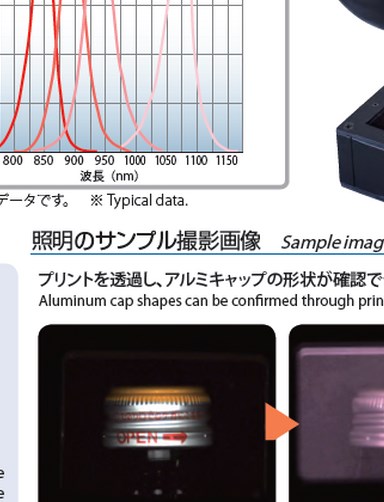 800 850 900 950 1000 1050 1100 1150
波長（nm）
データです。 ※ Typical data.
照明のサンプル撮影画像 Sample imag
プリントを透過し、アルミキャップの形状が確認で
Aluminum cap shapes can be confirmed through prin
OPEN
e
e